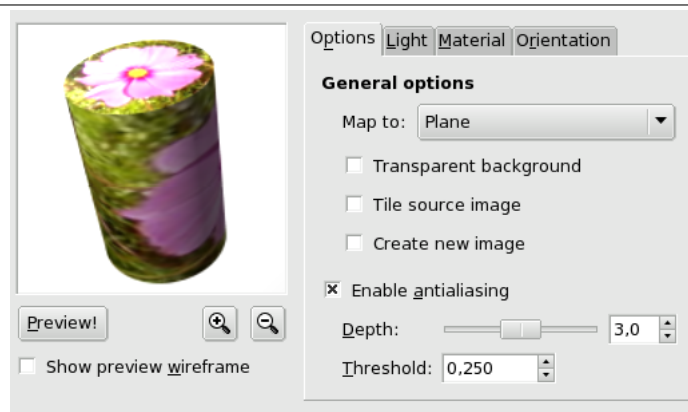 Options Light Material Orientation
General options
Map to: Plane
Transparent background
Tile source image
Create new image
Enable antialiasing
Depth: 3,0
Threshold: 0,250
Preview!
Show preview wireframe